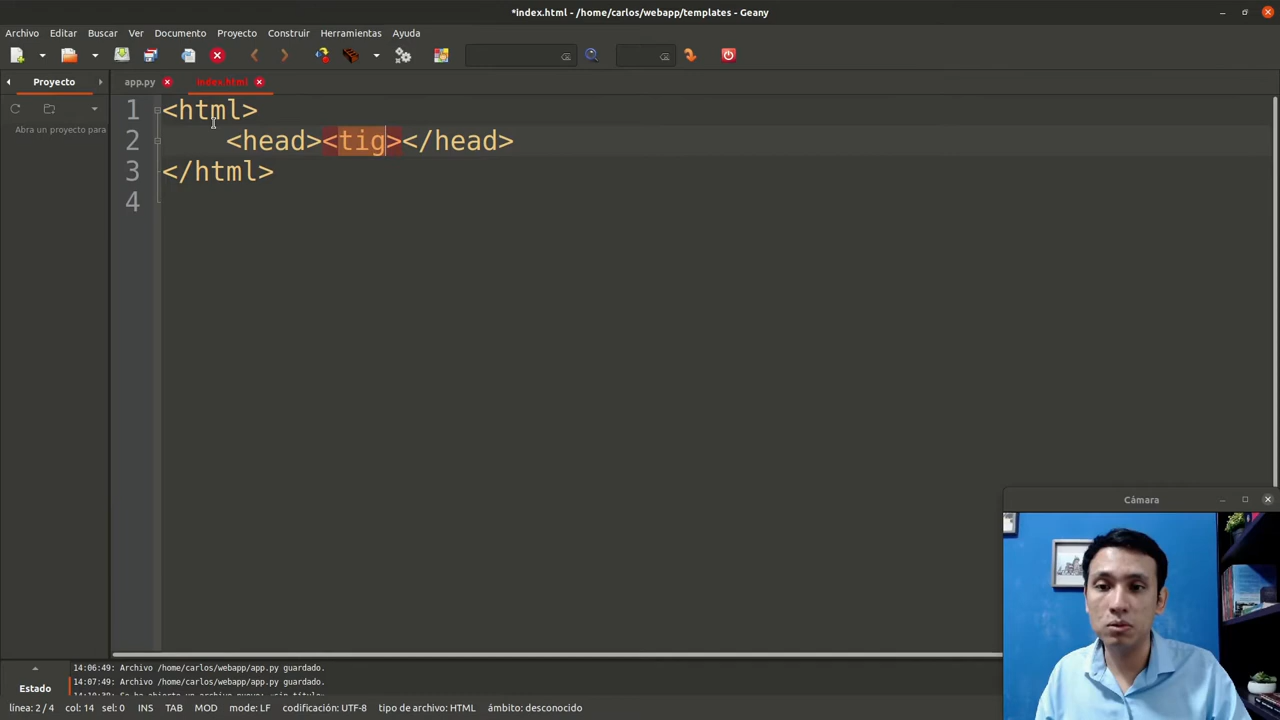 *index.html - /home/carlos/webapp/templates - Geany
Archivo Editar Buscar Ver Documento Proyecto Construir Herramientas Ayuda
Proyecto
app.py
index.html
Abra un proyecto para
1 <html>
2 <head><tig></head>
3 </html>
4
Cámara
14:06:49: Archivo /home/carlos/webapp/app.py guardado.
14:07:49: Archivo /home/carlos/webapp/app.py guardado.
Estado
línea: 2 / 4 col: 14 sel: 0 INS TAB MOD mode: LF codificación: UTF-8 tipo de archivo: HTML ámbito: desconocido